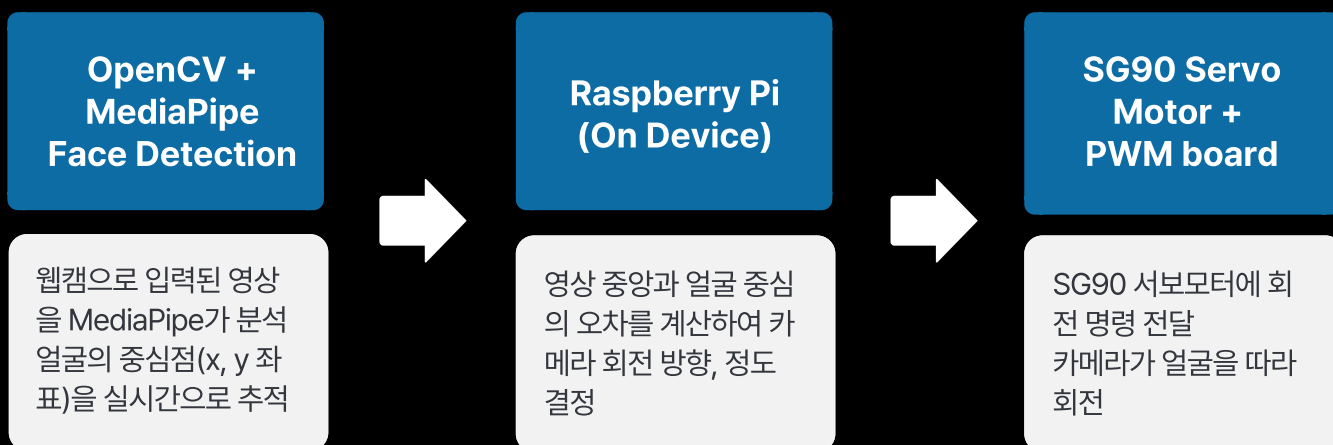 OpenCV +
MediaPipe
Face Detection
웹캠으로 입력된 영상
을 MediaPipe가 분석
얼굴의 중심점(x, y 좌
표)을 실시간으로 추적
Raspberry Pi
(On Device)
영상 중앙과 얼굴 중심
의 오차를 계산하여 카
메라 회전 방향, 정도
결정
SG90 Servo
Motor +
PWM board
SG90 서보모터에 회
전 명령 전달
카메라가 얼굴을 따라
회전